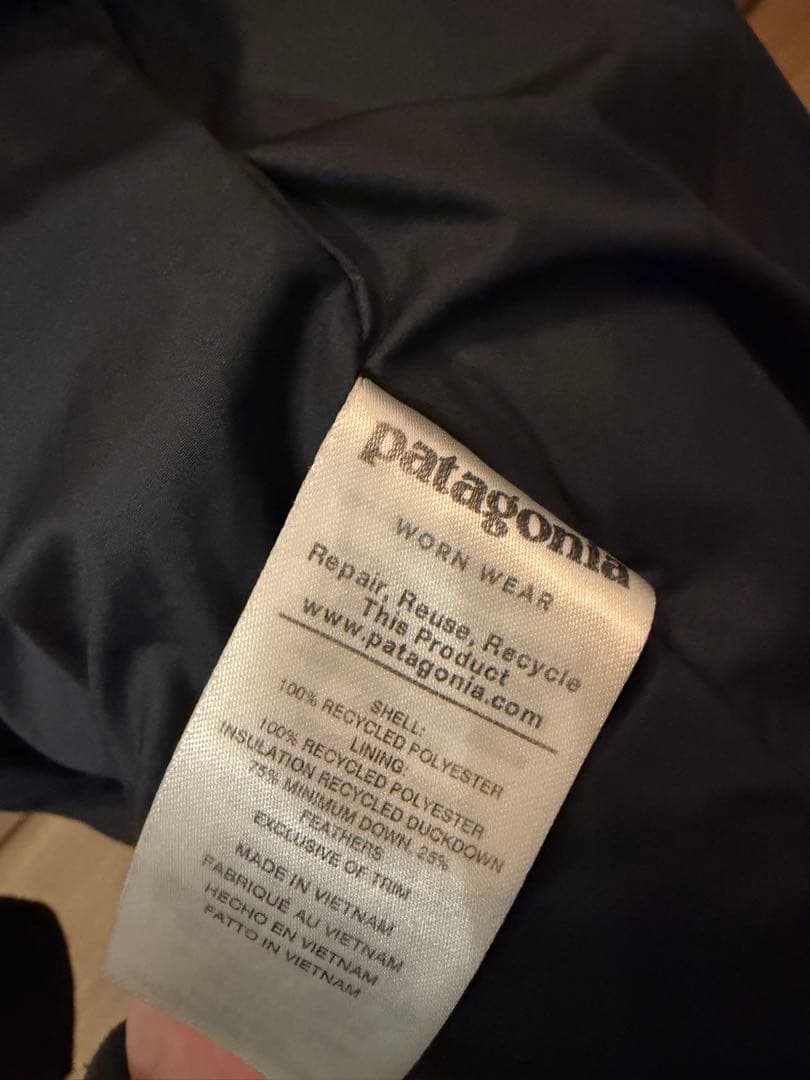 patagonia
WORN WEAR
Repair, Reuse, Recycle
This Product
www.patagonia.com
SHELL:
100% RECYCLED POLYESTER
LINING:
100% RECYCLED POLYESTER
INSULATION RECYCLED DUCKDOWN
75% MINIMUM DOWN, 25%
FEATHERS
EXCLUSIVE OF TRIM
MADE IN VIETNAM
FABRIQUÉ AU VIETNAM
HECHO EN VIETNAM
FATTO IN VIETNAM